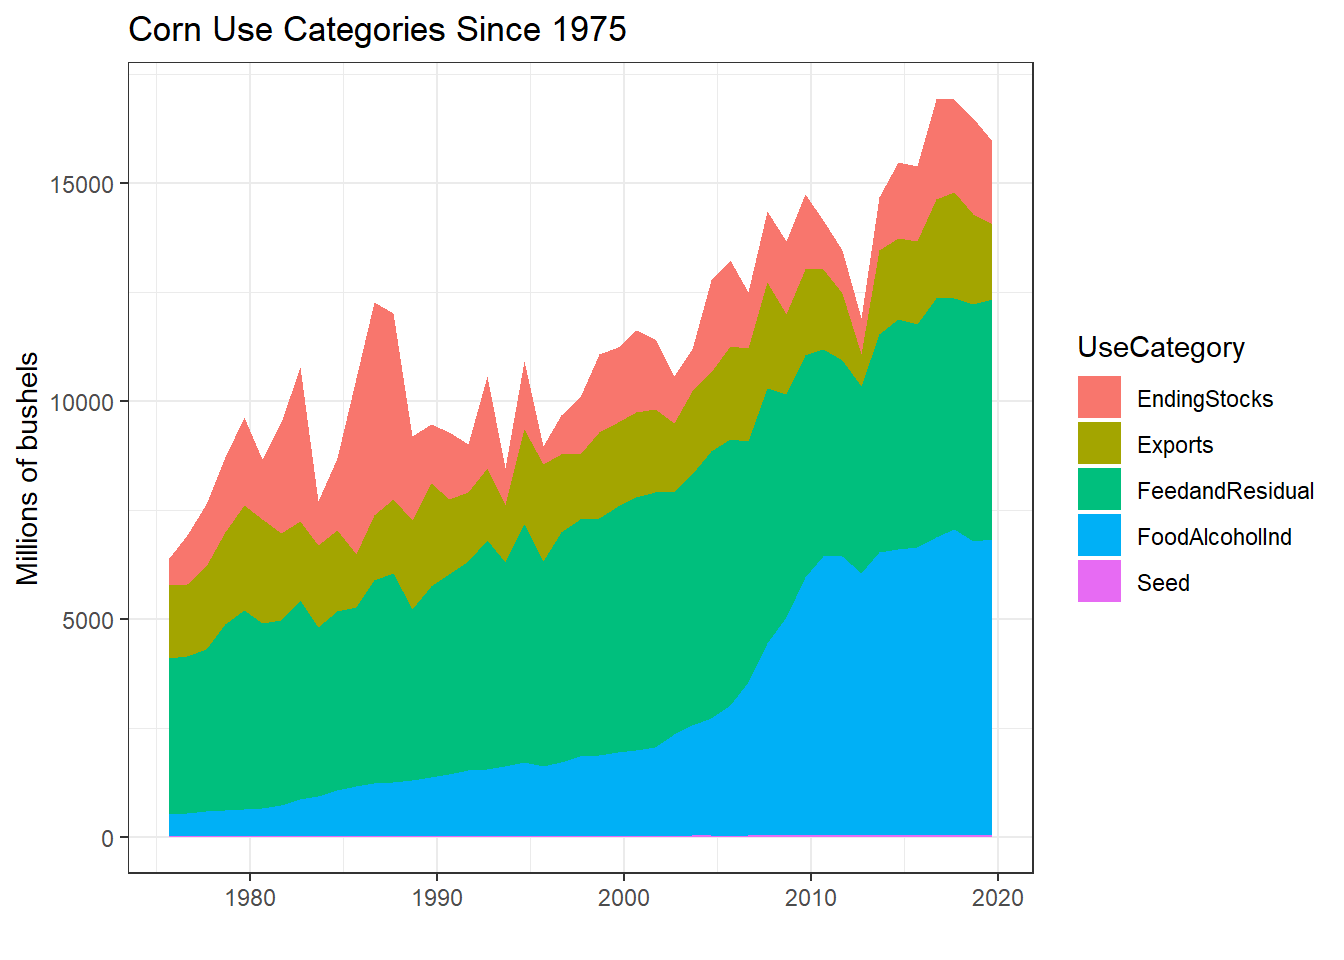 Corn Use Categories Since 1975
Millions of bushels
15000
10000
5000
0
1980
1990
2000
2010
2020
UseCategory
EndingStocks
Exports
FeedandResidual
FoodAlcoholInd
Seed